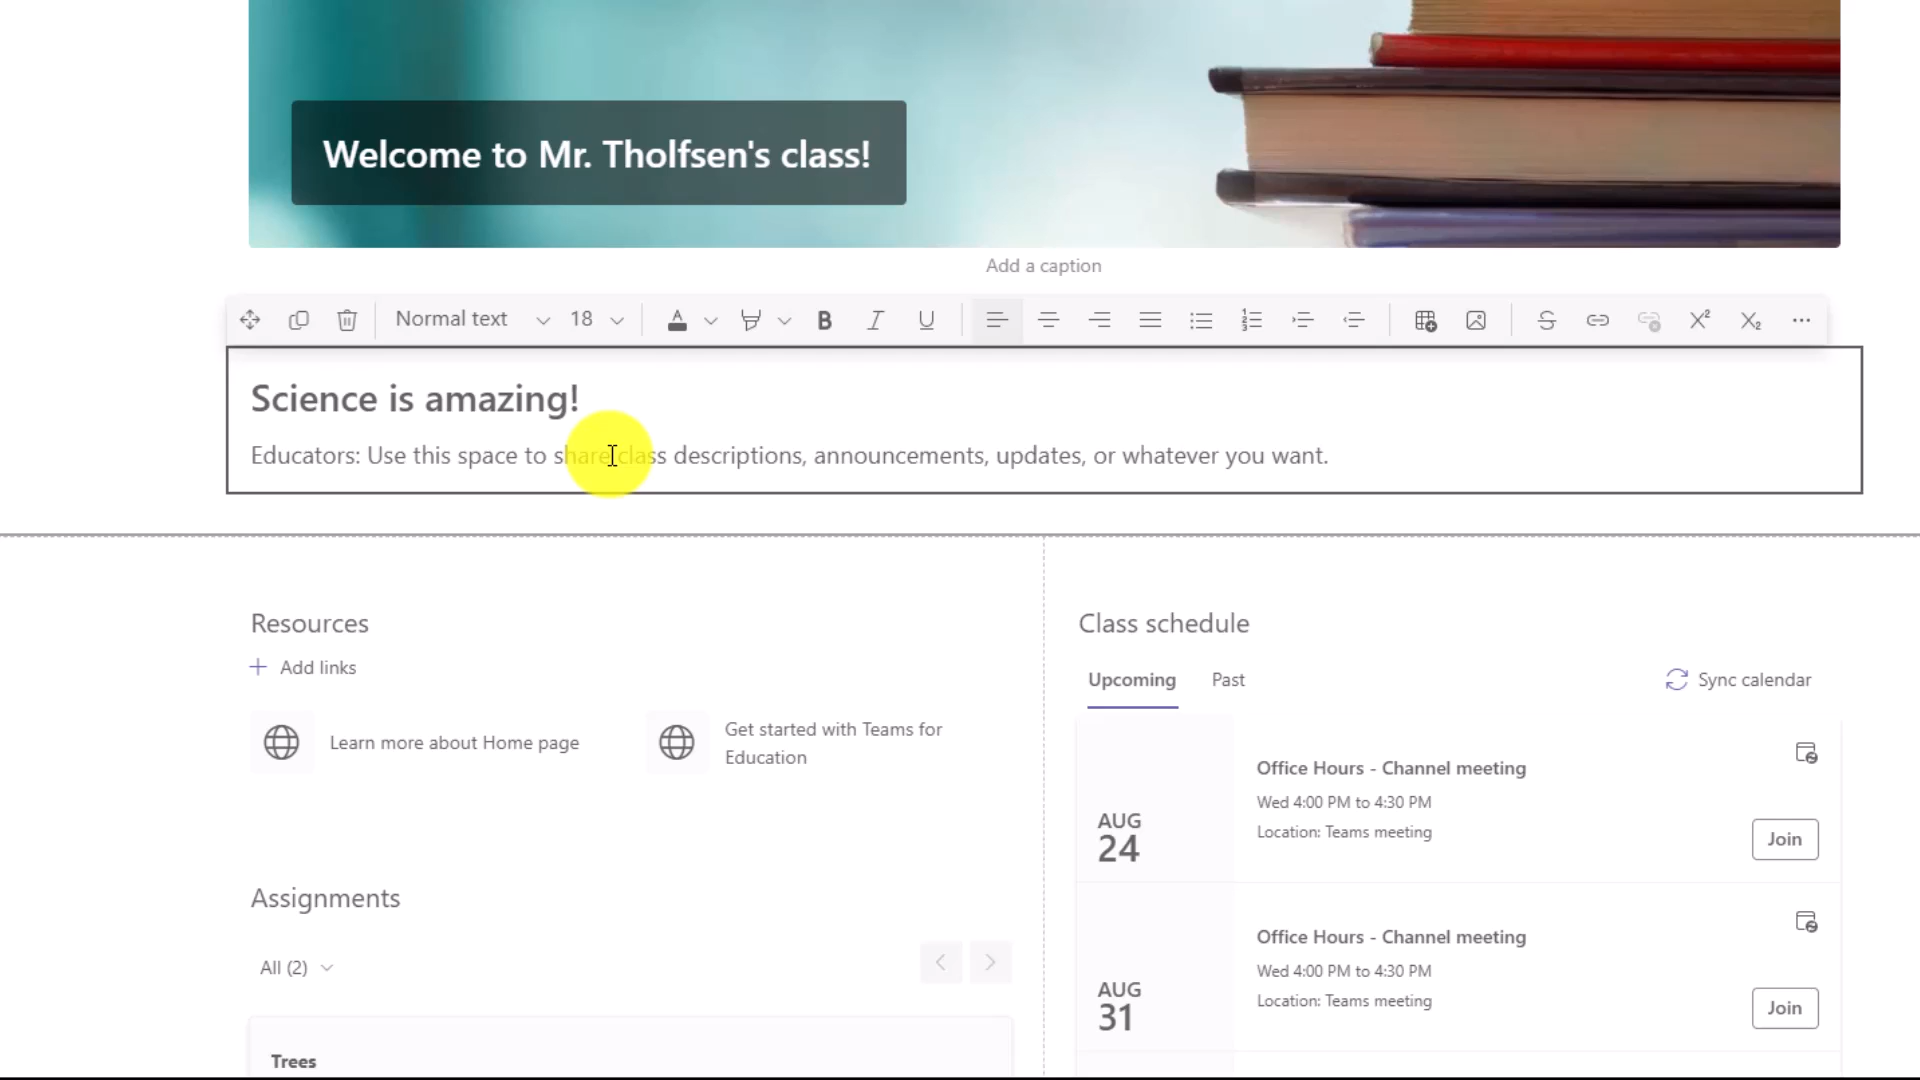 Welcome to Mr. Tholfsen's class!
Add a caption
Normal text 18
Science is amazing!
Educators: Use this space to share class descriptions, announcements, updates, or whatever you want.
Resources
Add links
Learn more about Home page
Get started with Teams for
Education
Assignments
All (2)
Trees
Class schedule
Upcoming Past Sync calendar
AUG
24
Office Hours - Channel meeting
Wed 4:00 PM to 4:30 PM
Location: Teams meeting
Join
AUG
31
Office Hours - Channel meeting
Wed 4:00 PM to 4:30 PM
Location: Teams meeting
Join